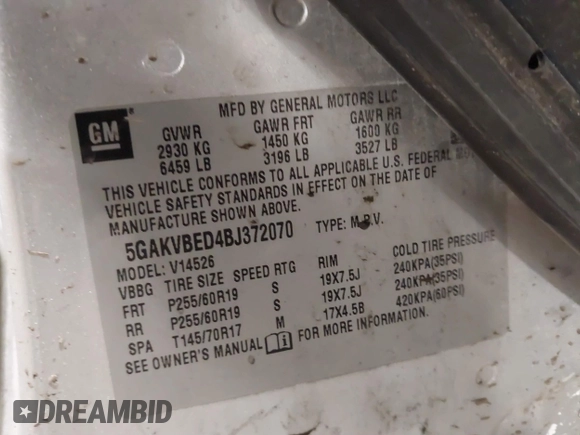 MFD BY GENERAL MOTORS LLC
GM
GVWR GAWR FRT GAWR RR
2930 KG 1450 KG 1600 KG
6459 LB 3196 LB 3527 LB
THIS VEHICLE CONFORMS TO ALL APPLICABLE U.S. FEDERAL
VEHICLE SAFETY STANDARDS IN EFFECT ON THE DATE OF
MANUFACTURE SHOWN ABOVE.
5GAKVBED4BJ372070 TYPE: M.P.V.
MODEL: V14526
VBBG TIRE SIZE SPEED RTG RIM COLD TIRE PRESSURE
FRT P255/60R19 S 19X7.5J 240KPA(35PSI)
RR P255/60R19 S 19X7.5J 240KPA(35PSI)
SPA T145/70R17 M 17X4.5B 420KPA(60PSI)
SEE OWNER'S MANUAL FOR MORE INFORMATION.
DREAMBID